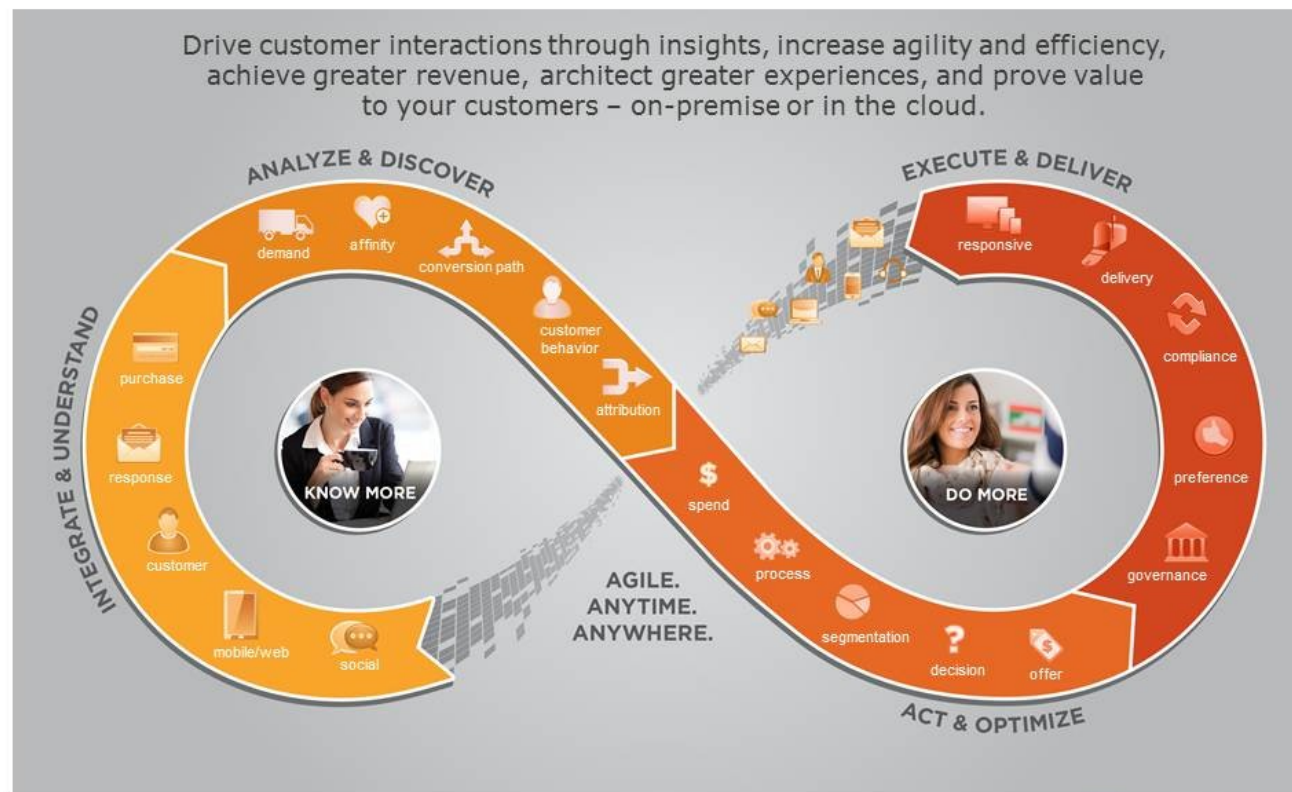 Drive customer interactions through insights, increase agility and efficiency,
achieve greater revenue, architect greater experiences, and prove value
to your customers – on-premise or in the cloud.
ANALYZE & DISCOVER
demand
affinity
conversion path
customer
behavior
attribution
INTEGRATE & UNDERSTAND
purchase
response
customer
mobile/web
social
KNOW MORE
AGILE.
ANYTIME.
ANYWHERE.
EXECUTE & DELIVER
responsive
delivery
compliance
preference
governance
DO MORE
$
spend
process
segmentation
?
decision
$
offer
ACT & OPTIMIZE